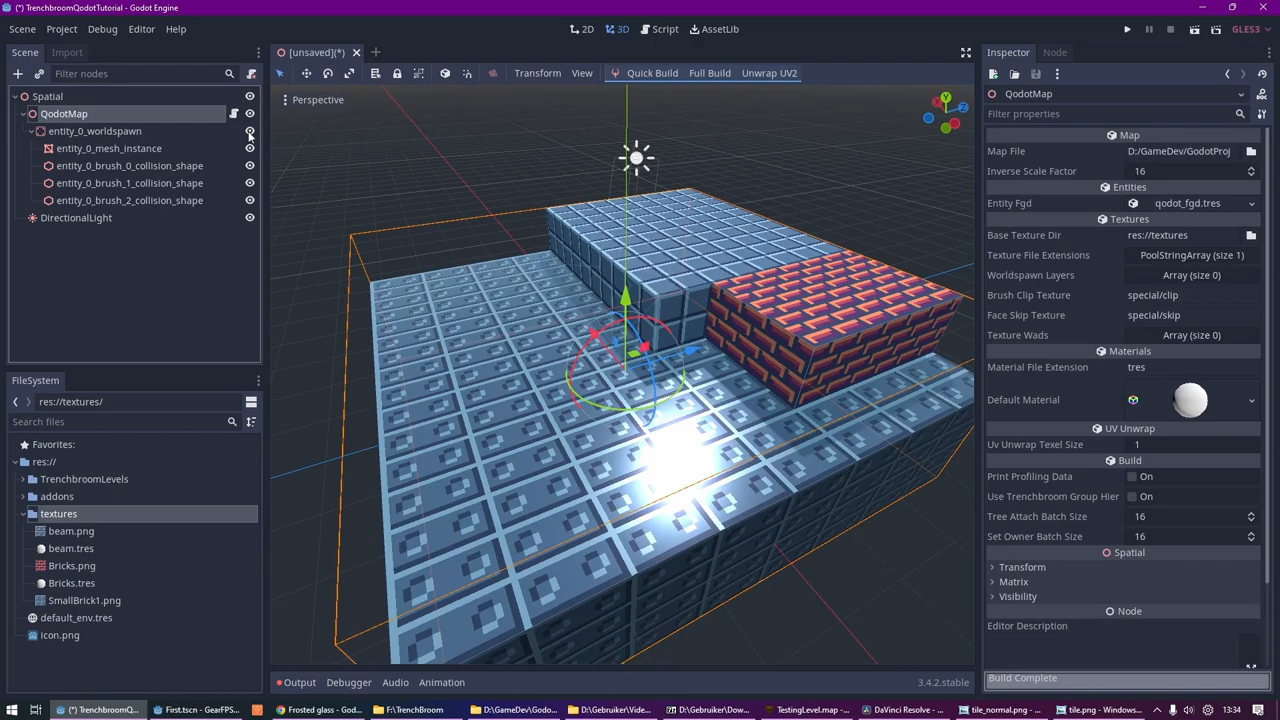 TrenchbroomQodotTutorial - Godot Engine
Scene Project Debug Editor Help
2D 3D Script AssetLib
GLES3
Scene Import
[unsaved](*)
Inspector Node
Filter nodes
Transform View Quick Build Full Build Unwrap UV2
Spatial
QodotMap
entity_0_worldspawn
entity_0_mesh_instance
entity_0_brush_0_collision_shape
entity_0_brush_1_collision_shape
entity_0_brush_2_collision_shape
DirectionalLight
Perspective
Y
X
Z
QodotMap
Filter properties
Map
Map File D:/GameDev/GodotProj
Inverse Scale Factor 16
Entities
Entity Fgd qodot_fgd.tres
Textures
Base Texture Dir res://textures
Texture File Extensions PoolStringArray (size 1)
Worldspawn Layers Array (size 0)
Brush Clip Texture special/clip
Face Skip Texture special/skip
Texture Wads Array (size 0)
Materials
Material File Extension tres
Default Material
UV Unwrap
Uv Unwrap Texel Size 1
Build
Print Profiling Data On
Use Trenchbroom Group Hier On
Tree Attach Batch Size 16
Set Owner Batch Size 16
Spatial
Transform
Matrix
Visibility
Node
Editor Description
Build Complete
FileSystem
res://textures/
Search files
Favorites:
res://
TrenchbroomLevels
addons
textures
beam.png
beam.tres
Bricks.png
Bricks.tres
SmallBrick1.png
default_env.tres
icon.png
Output Debugger Audio Animation
3.4.2.stable
(*) TrenchbroomQ... First.tscn - GearFPS... Frosted glass - God... F:\TrenchBroom D:\GameDev\Godo... D:\Gebruiker\Vide... D:\Gebruiker\Dow... TestingLevel.map - ... DaVinci Resolve - ... tile_normal.png - ... tile.png - Windows... 13:34